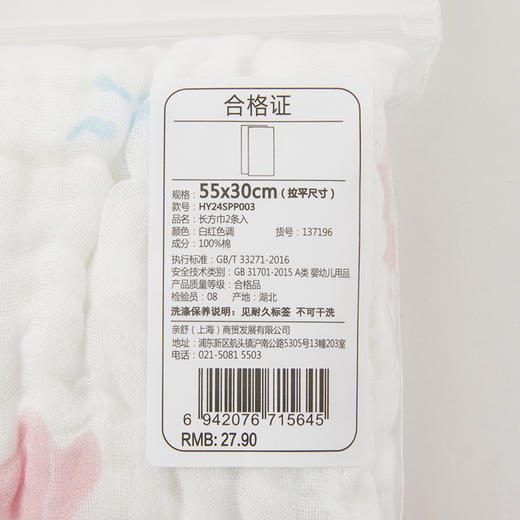 合格证
规格：55x30cm（拉平尺寸）
款号：HY24SPP003
品名：长方巾2条入
颜色：白红色调 货号：137196
成分：100%棉
执行标准：GB/T 33271-2016
安全技术类别：GB 31701-2015 A类 婴幼儿用品
产品质量等级：合格品
检验员：08 产地：湖北
洗涤保养说明：见耐久标签 不可干洗
亲舒（上海）商贸发展有限公司
地址：浦东新区航头镇沪南公路5305号13幢203室
电话：021-5081 5503
6 942076 715645
RMB: 27.90